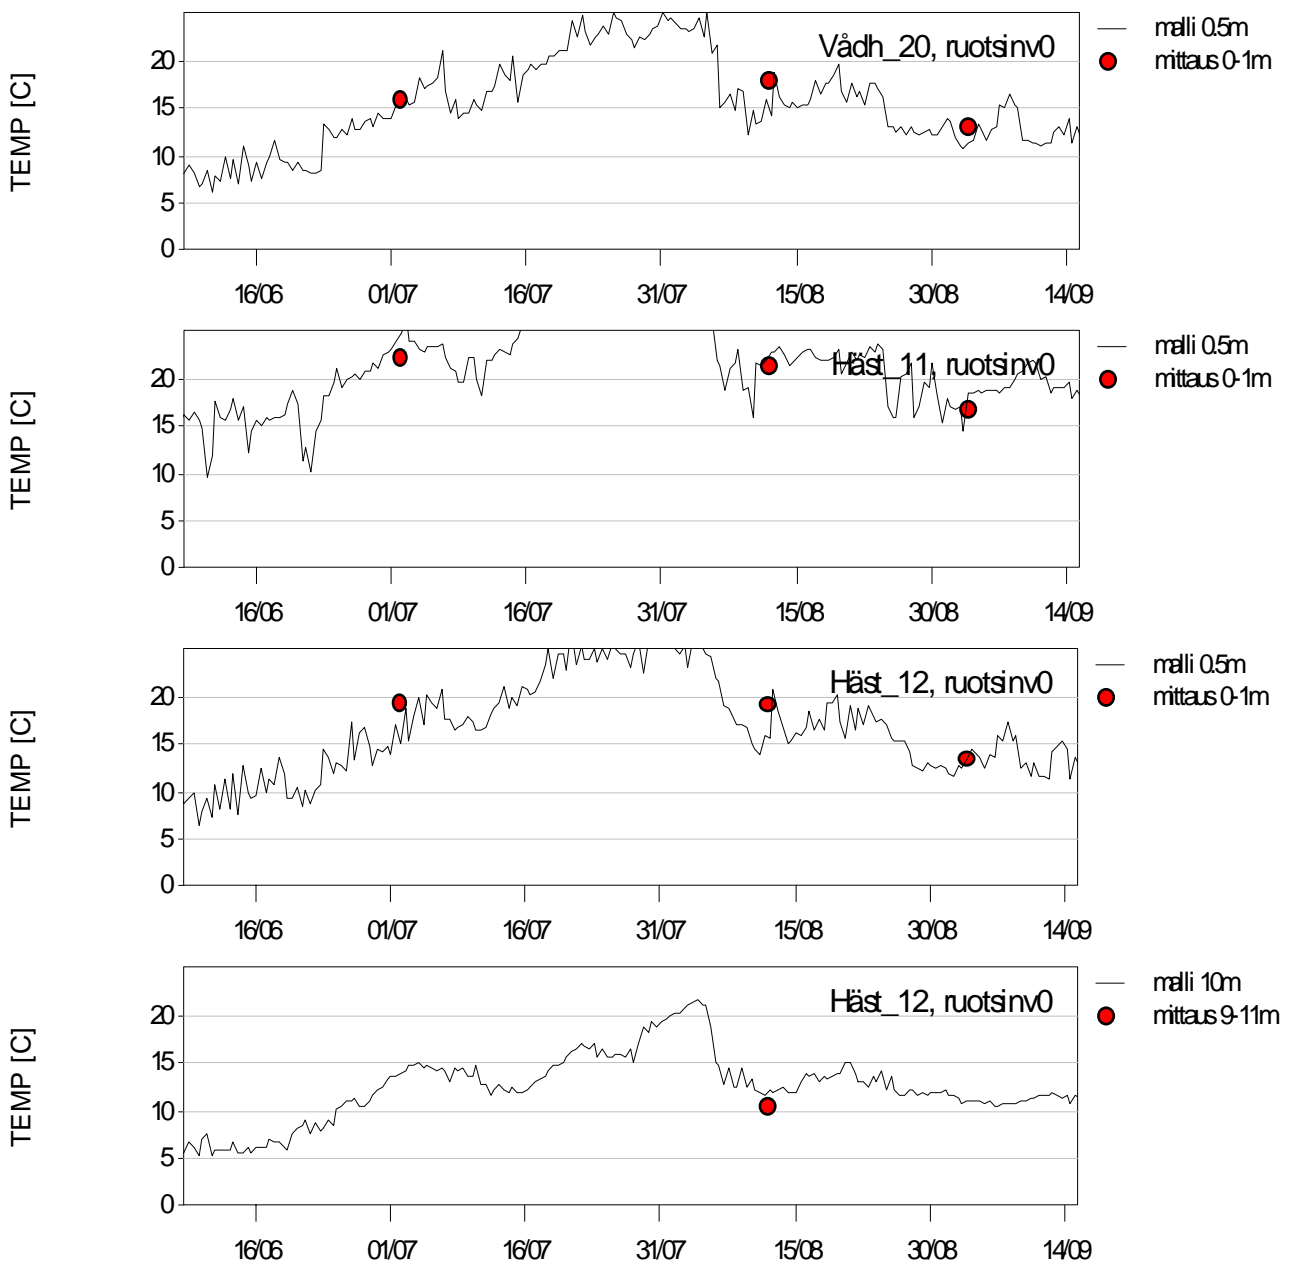 TEMP [C]
20
15
10
5
0
Vådh_20, ruotsinv0
malli 0.5m
mittaus 0-1m
16/06 01/07 16/07 31/07 15/08 30/08 14/09
TEMP [C]
20
15
10
5
0
Häst_11, ruotsinv0
malli 0.5m
mittaus 0-1m
16/06 01/07 16/07 31/07 15/08 30/08 14/09
TEMP [C]
20
15
10
5
0
Häst_12, ruotsinv0
malli 0.5m
mittaus 0-1m
16/06 01/07 16/07 31/07 15/08 30/08 14/09
TEMP [C]
20
15
10
5
0
Häst_12, ruotsinv0
malli 10m
mittaus 9-11m
16/06 01/07 16/07 31/07 15/08 30/08 14/09